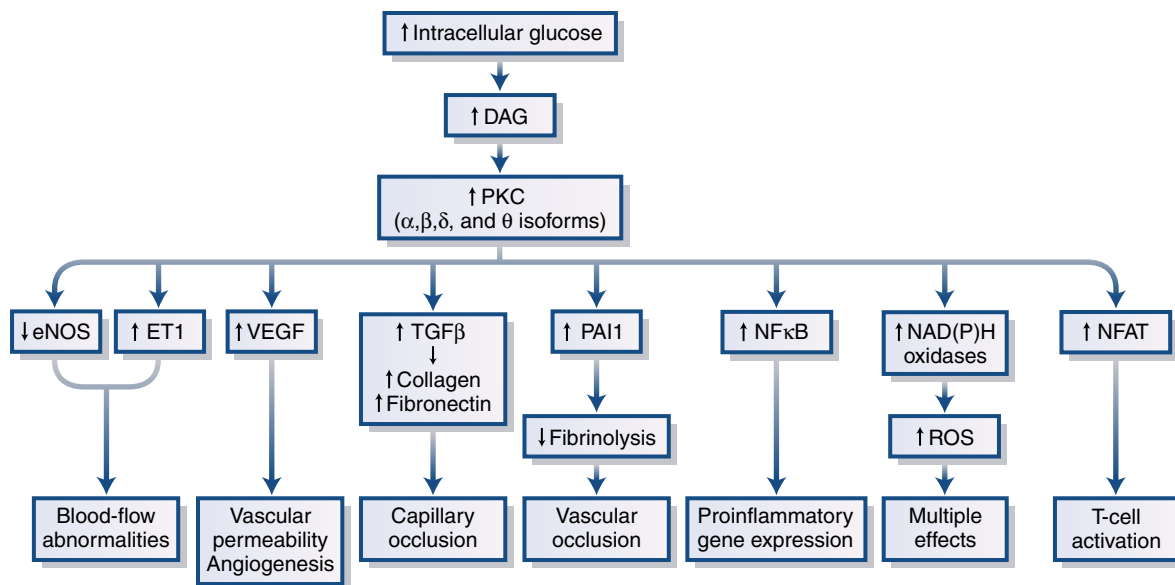 ↑Intracellular glucose
↑DAG
↑PKC
(α,β,δ, and θ isoforms)
↓eNOS
↑ET1
↑VEGF
↑TGFβ
↓
↑Collagen
↑Fibronectin
↑PAI1
↑NFκB
↑NAD(P)H
oxidases
↑NFAT
↓Fibrinolysis
↑ROS
Blood-flow
abnormalities
Vascular
permeability
Angiogenesis
Capillary
occlusion
Vascular
occlusion
Proinflammatory
gene expression
Multiple
effects
T-cell
activation